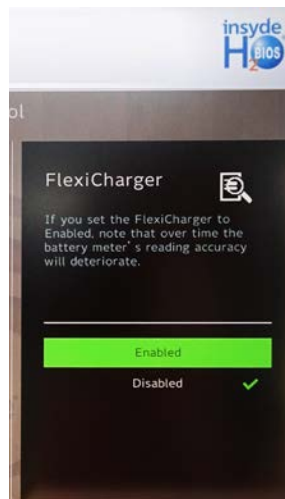 insyde
H2O BIOS
ol
FlexiCharger
If you set the FlexiCharger to
Enabled, note that over time the
battery meter's reading accuracy
will deteriorate.
Enabled
Disabled